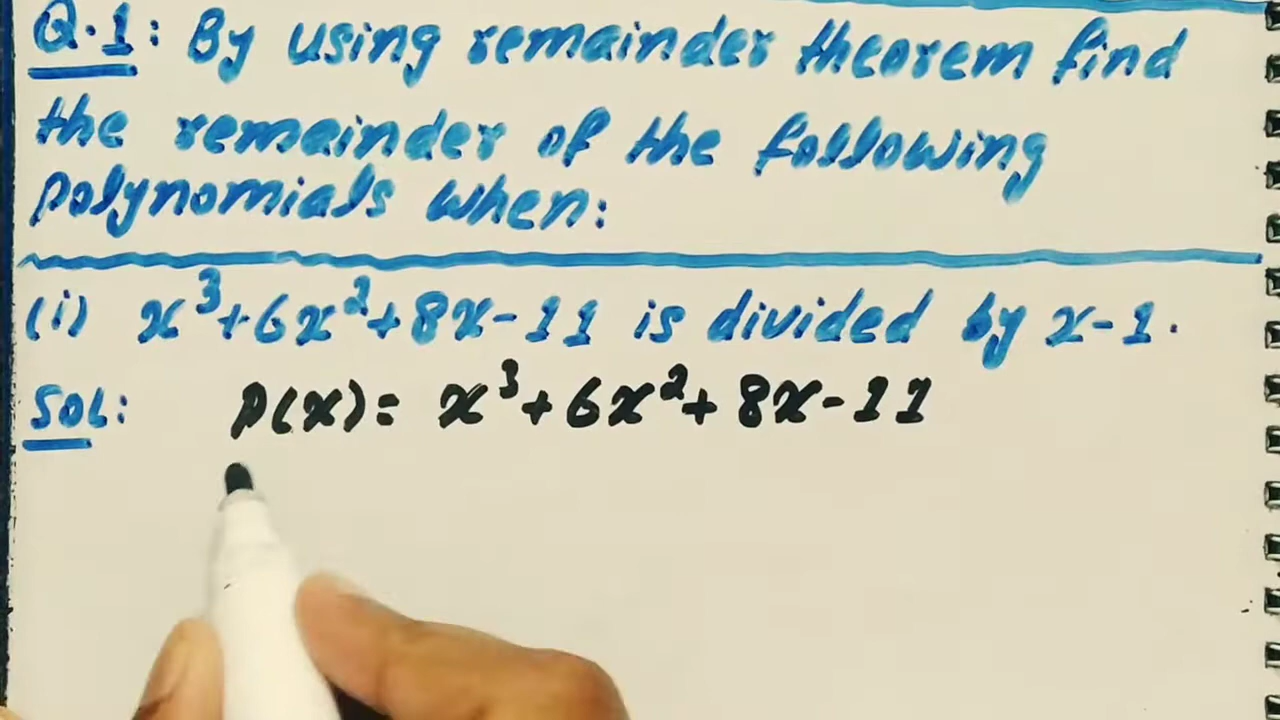 Q.1: By using remainder theorem find
the remainder of the following
Polynomials when:
(i) x³+6x²+8x-11 is divided by x-1.
Sol: P(x)= x³+6x²+8x-11